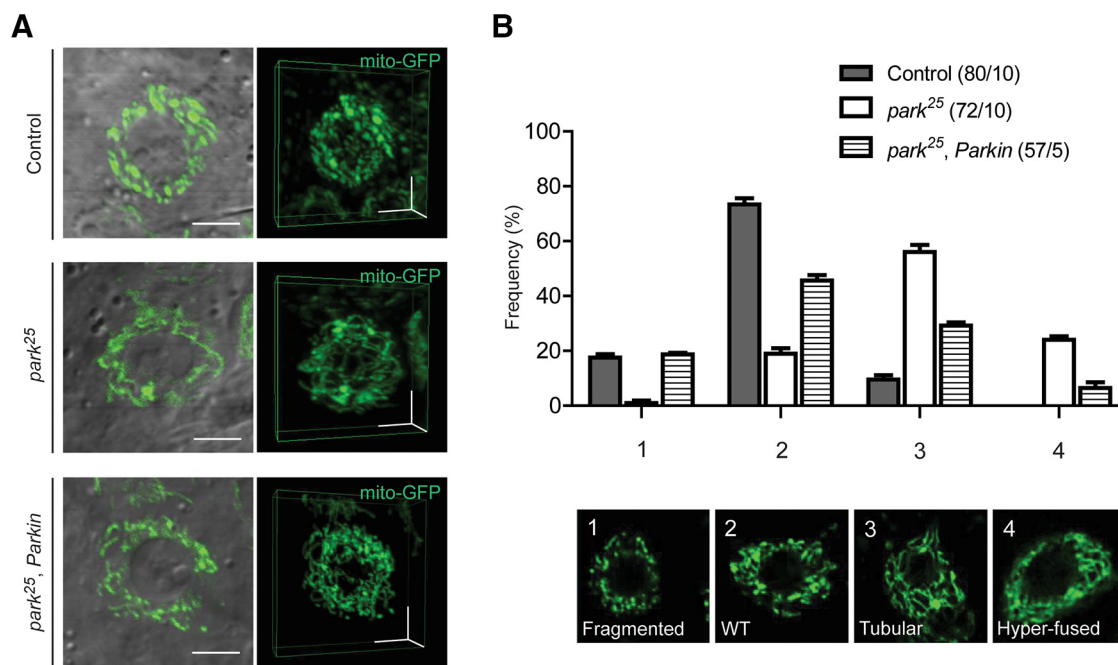 A
Control
mito-GFP
park²⁵
mito-GFP
park²⁵, Parkin
mito-GFP
B
Control (80/10)
park²⁵ (72/10)
park²⁵, Parkin (57/5)
Frequency (%)
100
80
60
40
20
0
1
2
3
4
1
Fragmented
2
WT
3
Tubular
4
Hyper-fused